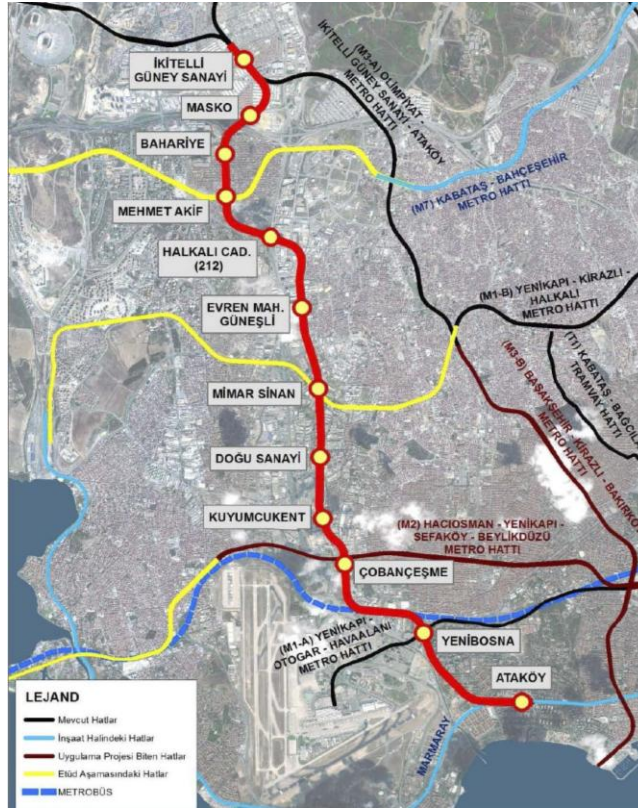 İKİTELLİ
GÜNEY SANAYİ
MASKO
BAHARİYE
MEHMET AKİF
HALKALI CAD.
(212)
EVREN MAH.
GÜNEŞLİ
MİMAR SİNAN
DOĞU SANAYİ
KUYUMCUKENT
ÇOBANÇEŞME
YENİBOSNA
ATAKÖY
(M3-A) OLİMPİYAT -
İKİTELLİ GÜNEY SANAYİ - ATAKÖY
METRO HATTI
(M7) KABATAŞ - BAHÇEŞEHİR
METRO HATTI
(M1-B) YENİKAPI - KİRAZLI -
HALKALI
METRO HATTI
(T1) KABATAŞ - BAĞCIL
TRAMVAY HATTI
(M3-B) BAŞAKŞEHİR - KİRAZLI - BAKIRKÖ
METRO HATTI
(M2) HACIOSMAN - YENİKAPI -
SEFAKÖY - BEYLİKDÜZÜ
METRO HATTI
(M1-A) YENİKAPI -
OTOGAR - HAVAALANI
METRO HATTI
MARMARAY
LEJAND
Mevcut Hatlar
İnşaat Halindeki Hatlar
Uygulama Projesi Biten Hatlar
Etüd Aşamasındaki Hatlar
METROBÜS